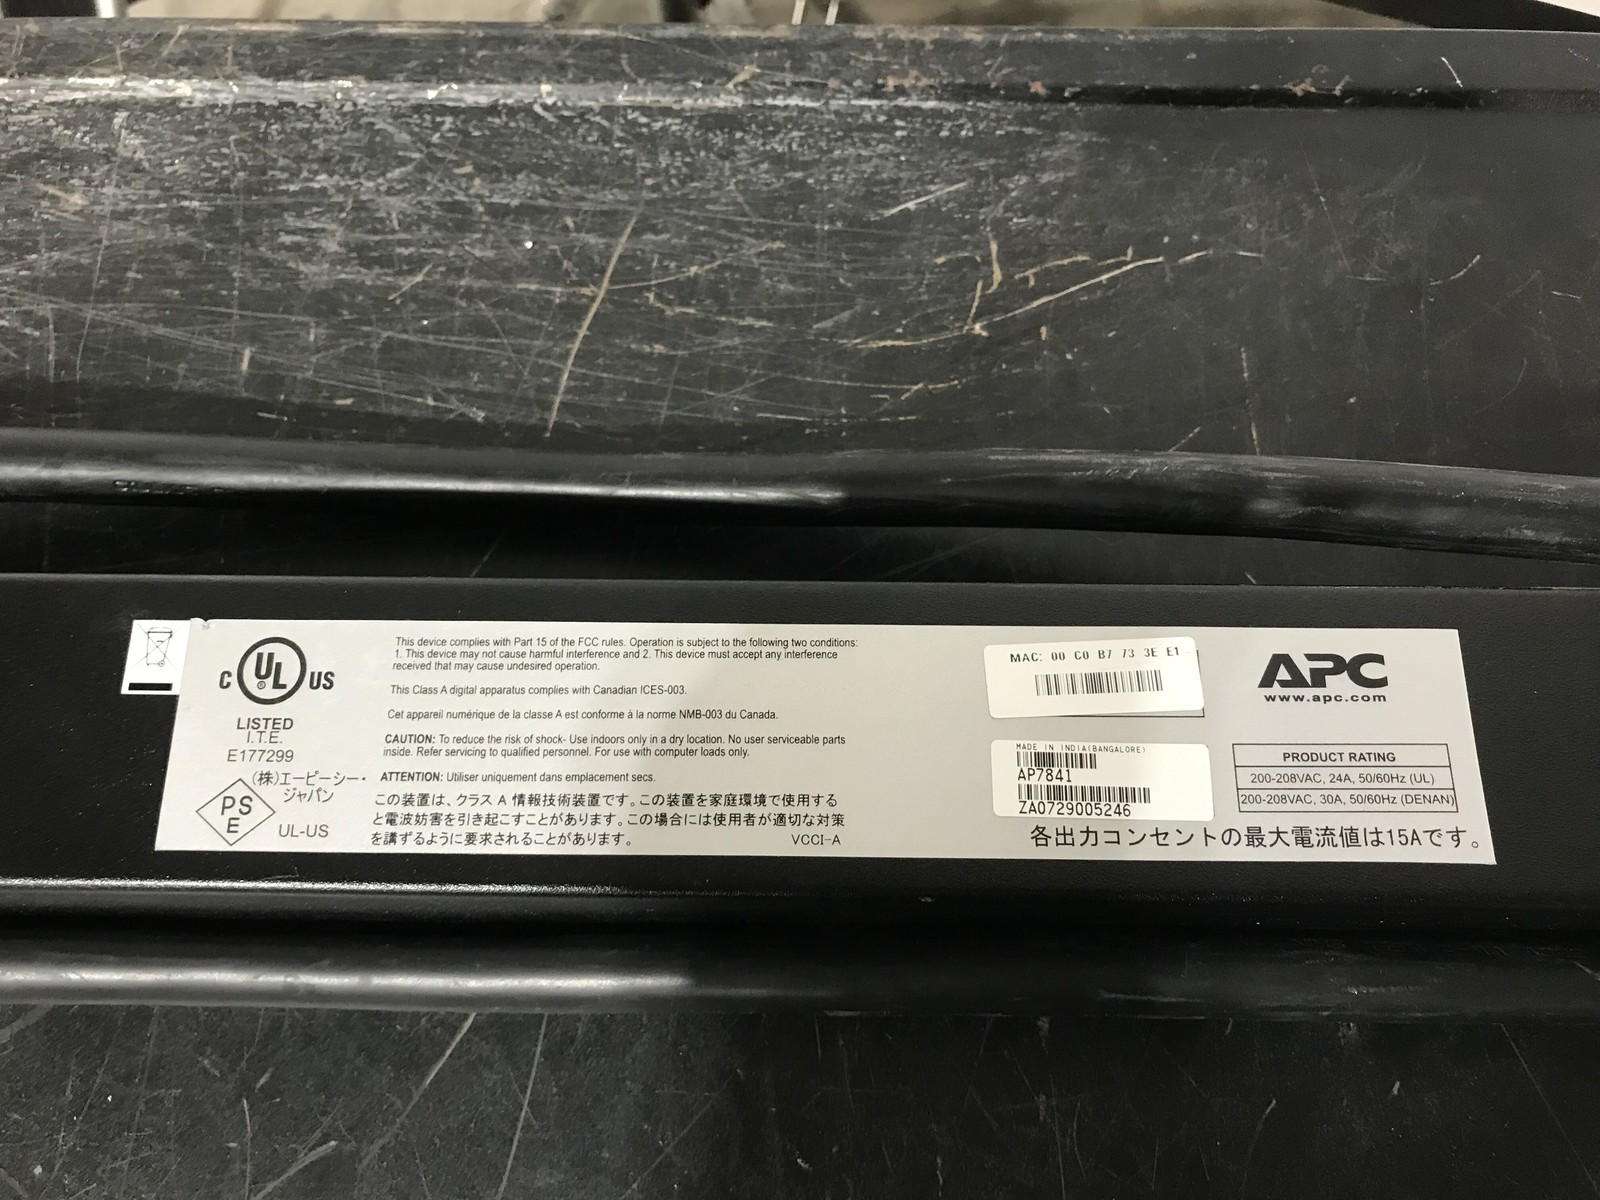 C UL US
®
LISTED
I.T.E.
E177299
(株)エーピーシー・
ジャパン
PS
E
UL-US
This device complies with Part 15 of the FCC rules. Operation is subject to the following two conditions:
1. This device may not cause harmful interference and 2. This device must accept any interference
received that may cause undesired operation.
This Class A digital apparatus complies with Canadian ICES-003.
Cet appareil numérique de la classe A est conforme à la norme NMB-003 du Canada.
CAUTION: To reduce the risk of shock- Use indoors only in a dry location. No user serviceable parts
inside. Refer servicing to qualified personnel. For use with computer loads only.
ATTENTION: Utiliser uniquement dans emplacement secs.
この装置は、クラス A 情報技術装置です。この装置を家庭環境で使用する
と電波妨害を引き起こすことがあります。この場合には使用者が適切な対策
を講ずるように要求されることがあります。 VCCI-A
MAC: 00 C0 B7 73 3E E1
MADE IN INDIA(BANGALORE)
AP7841
ZA0729005246
APC
www.apc.com
PRODUCT RATING
200-208VAC, 24A, 50/60Hz (UL)
200-208VAC, 30A, 50/60Hz (DENAN)
各出力コンセントの最大電流値は15Aです。